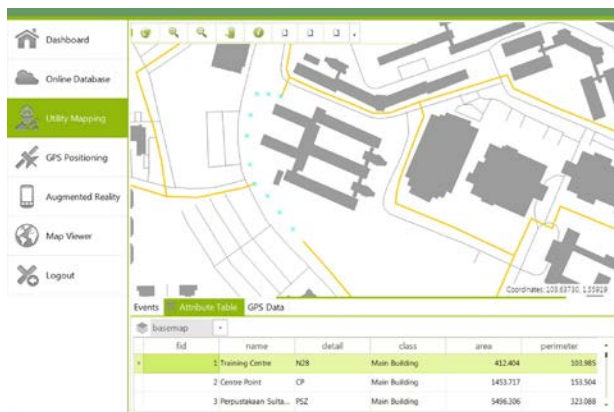 Dashboard
Online Database
Utility Mapping
GPS Positioning
Augmented Reality
Map Viewer
Logout
Coordinates: 103.63730, 1.55919
Events Attribute Table GPS Data
basemap
fid name detail class area perimeter
1 Training Centre N28 Main Building 412.404 103.985
2 Centre Point CP Main Building 1453.717 153.504
3 Perpustakaan Sulta... PSZ Main Building 5496.306 323.088